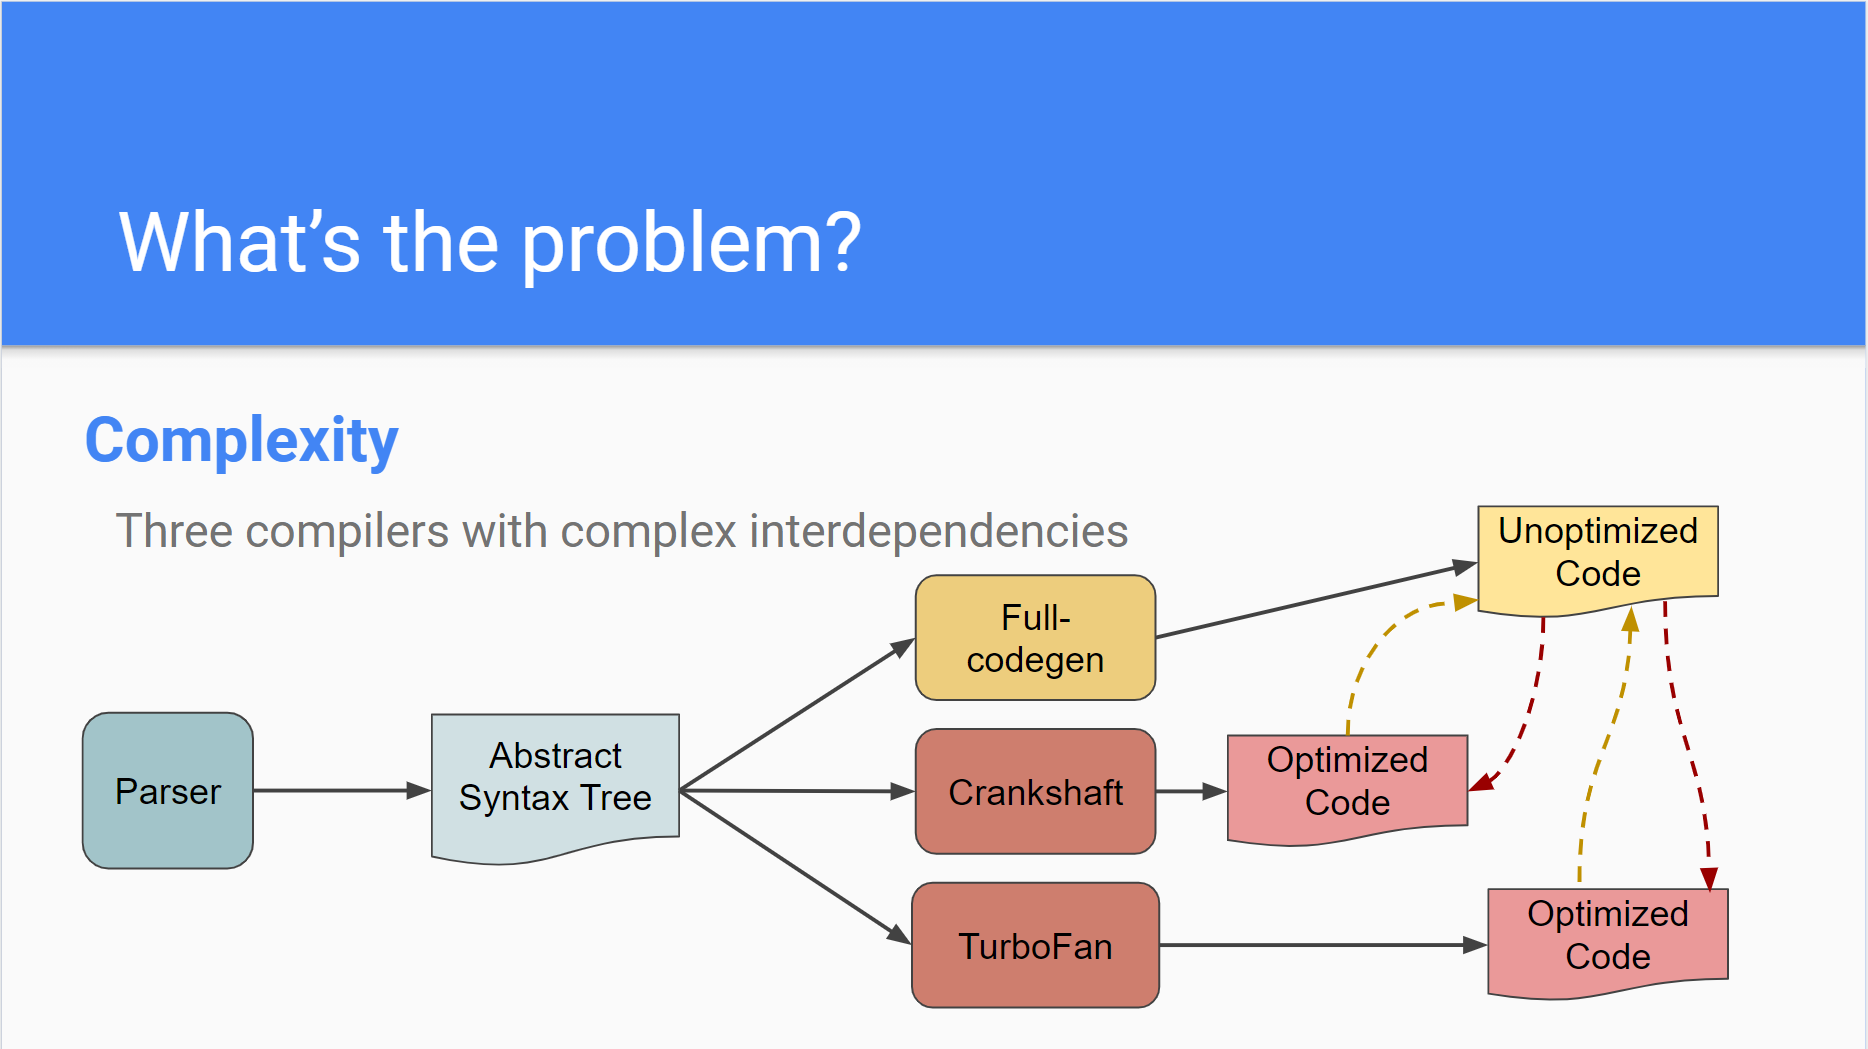 What’s the problem?
Complexity
Three compilers with complex interdependencies
Unoptimized
Code
Full-
codegen
Parser
Abstract
Syntax Tree
Crankshaft
Optimized
Code
TurboFan
Optimized
Code